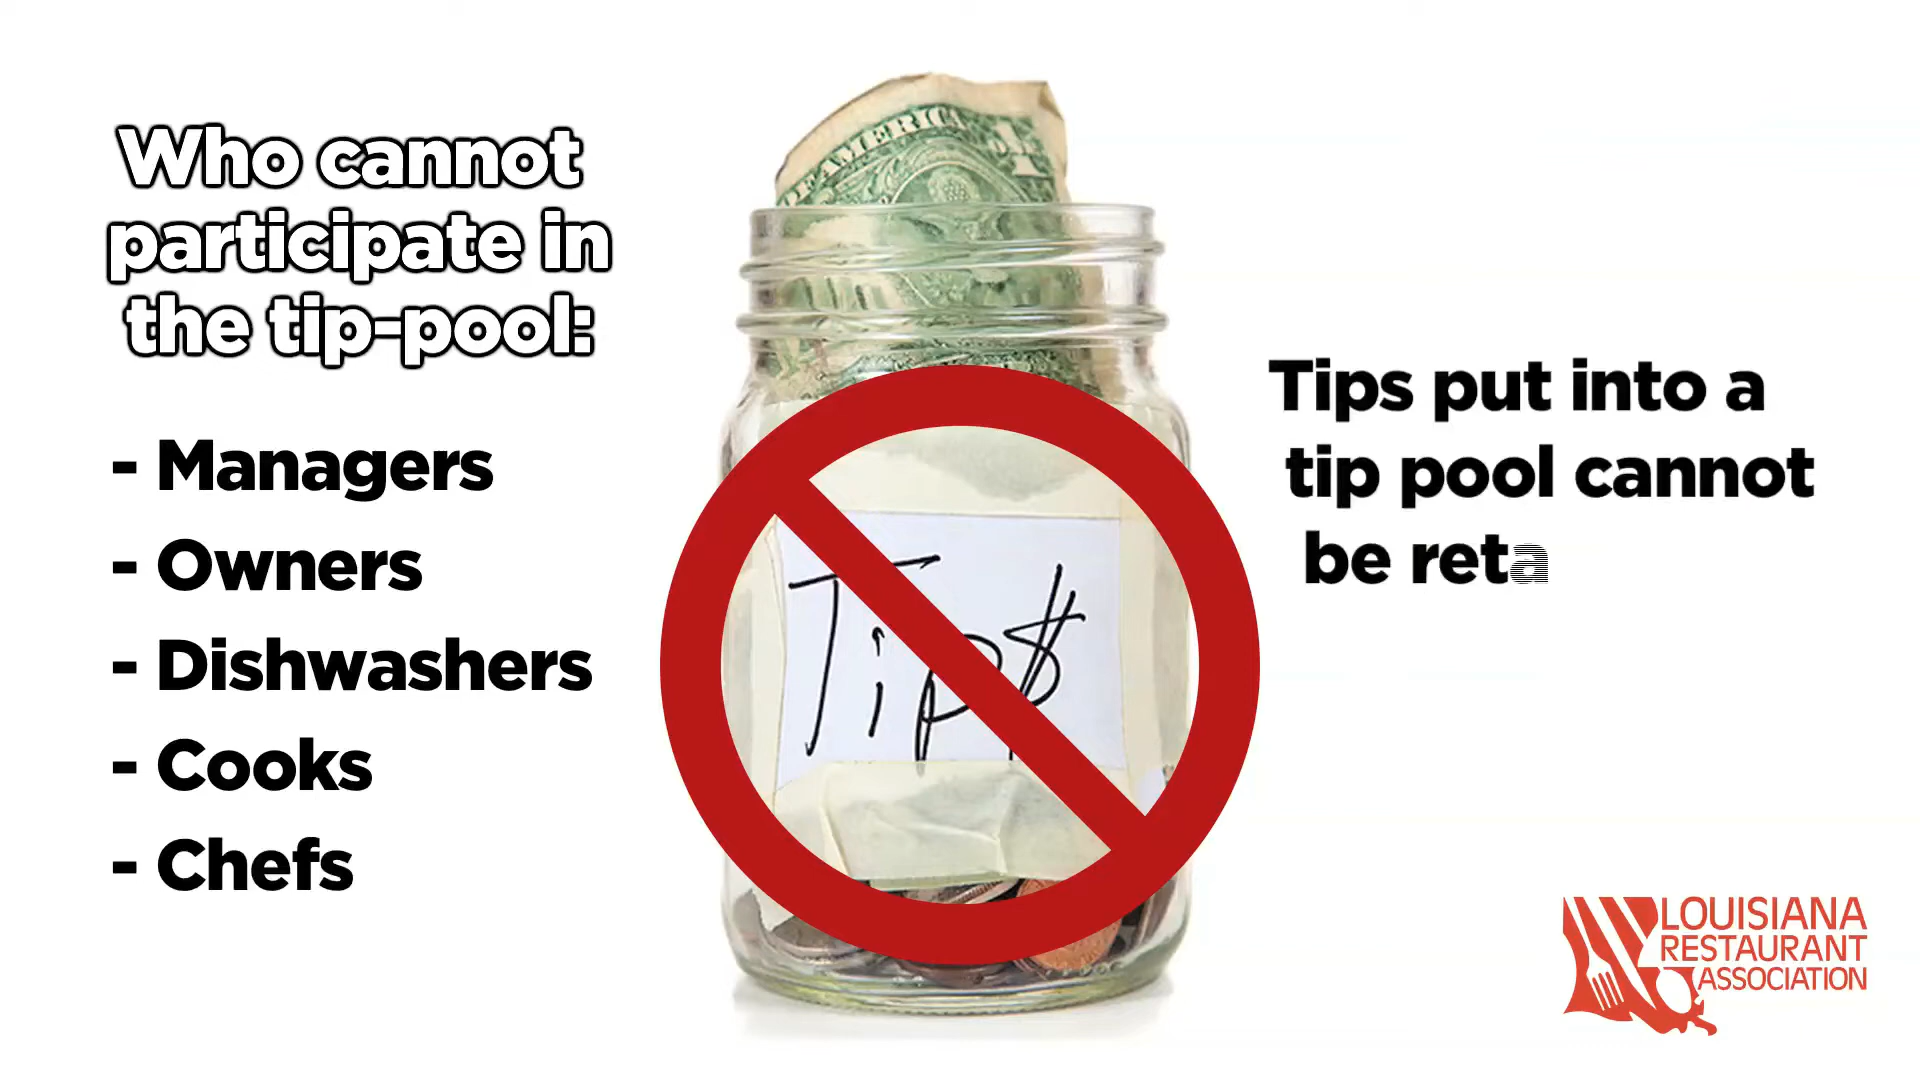 Who cannot
participate in
the tip-pool:
- Managers
- Owners
- Dishwashers
- Cooks
- Chefs
AMERICA
1
Tip$
Tips put into a
tip pool cannot
be reta
LOUISIANA
RESTAURANT
ASSOCIATION